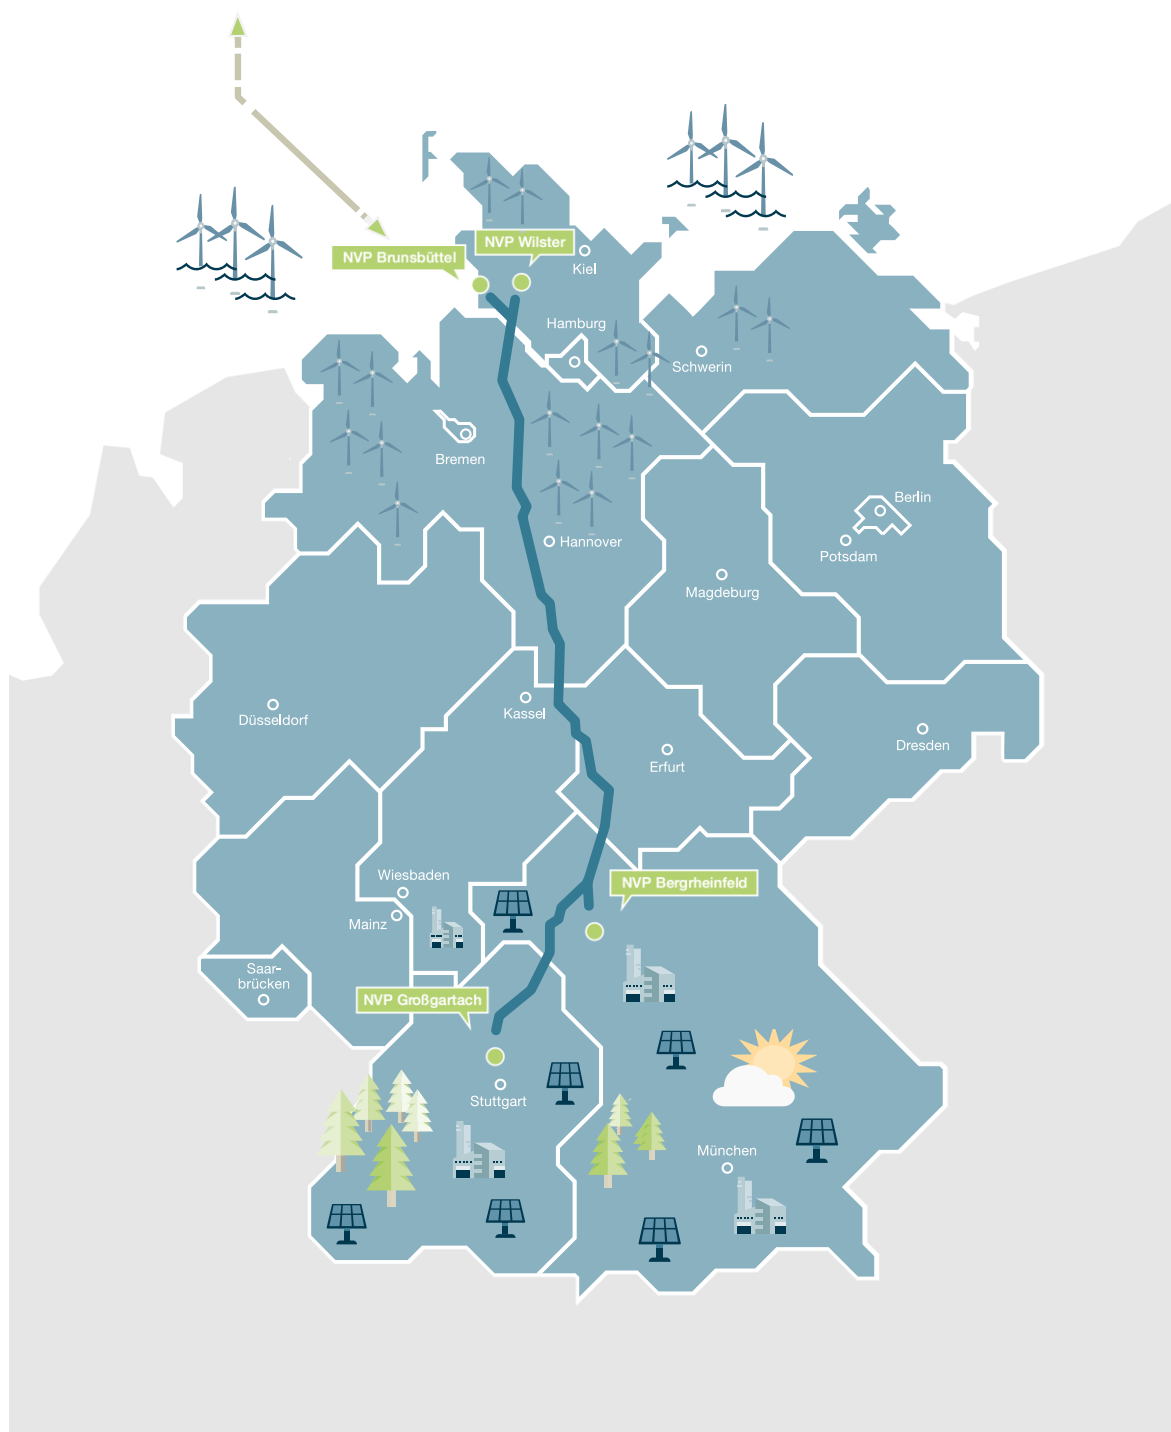 NVP Wilster
NVP Brunsbüttel
Kiel
Hamburg
Schwerin
Bremen
Berlin
Hannover
Potsdam
Magdeburg
Kassel
Düsseldorf
Dresden
Erfurt
Wiesbaden
NVP Bergrheinfeld
Mainz
Saar-
brücken
NVP Großgartach
Stuttgart
München